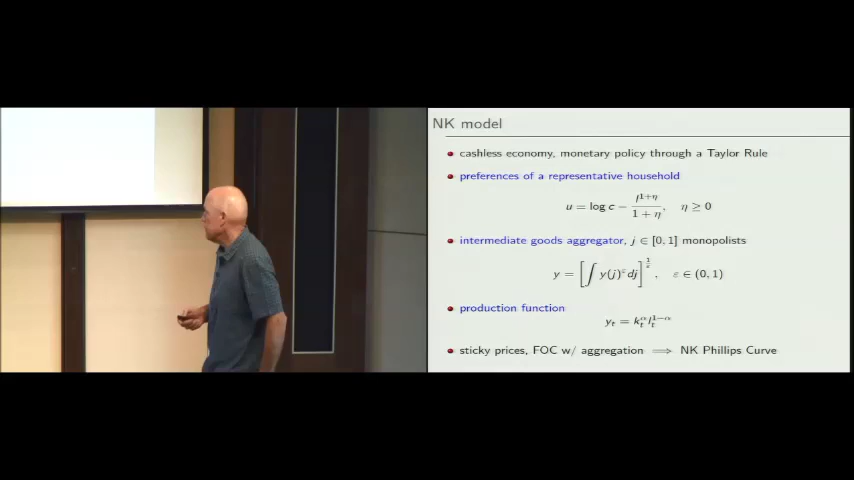 NK model
cashless economy, monetary policy through a Taylor Rule
preferences of a representative household
u = log c − l^{1+η} / (1 + η), η ≥ 0
intermediate goods aggregator, j ∈ [0, 1] monopolists
y = [∫ y(j)^ε dj]^{1/ε}, ε ∈ (0, 1)
production function
y_t = k_t^α l_t^{1−α}
sticky prices, FOC w/ aggregation ⟹ NK Phillips Curve